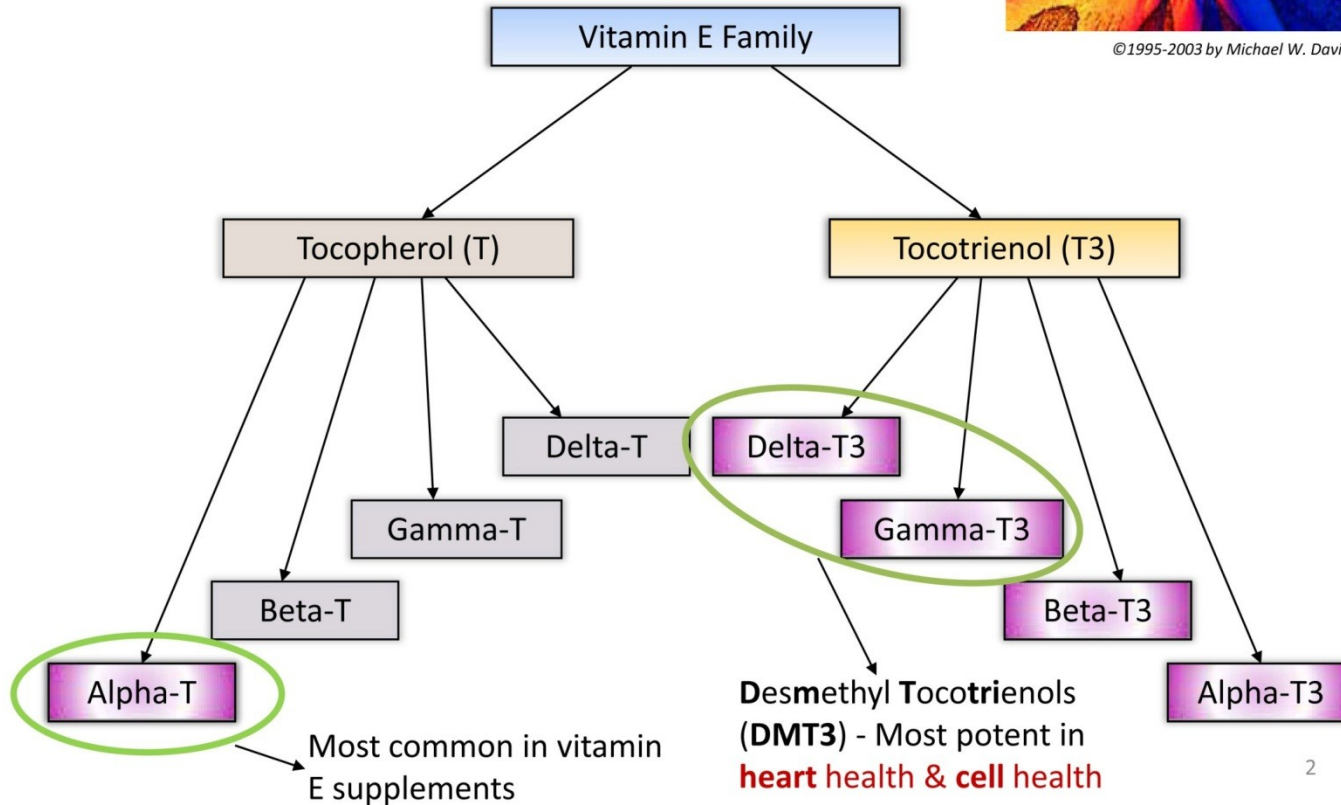 ©1995-2003 by Michael W. Davi
Vitamin E Family
Tocopherol (T)
Tocotrienol (T3)
Delta-T
Delta-T3
Gamma-T
Gamma-T3
Beta-T
Beta-T3
Alpha-T
Alpha-T3
Most common in vitamin
E supplements
Desmethyl Tocotrienols
(DMT3) - Most potent in
heart health & cell health
2